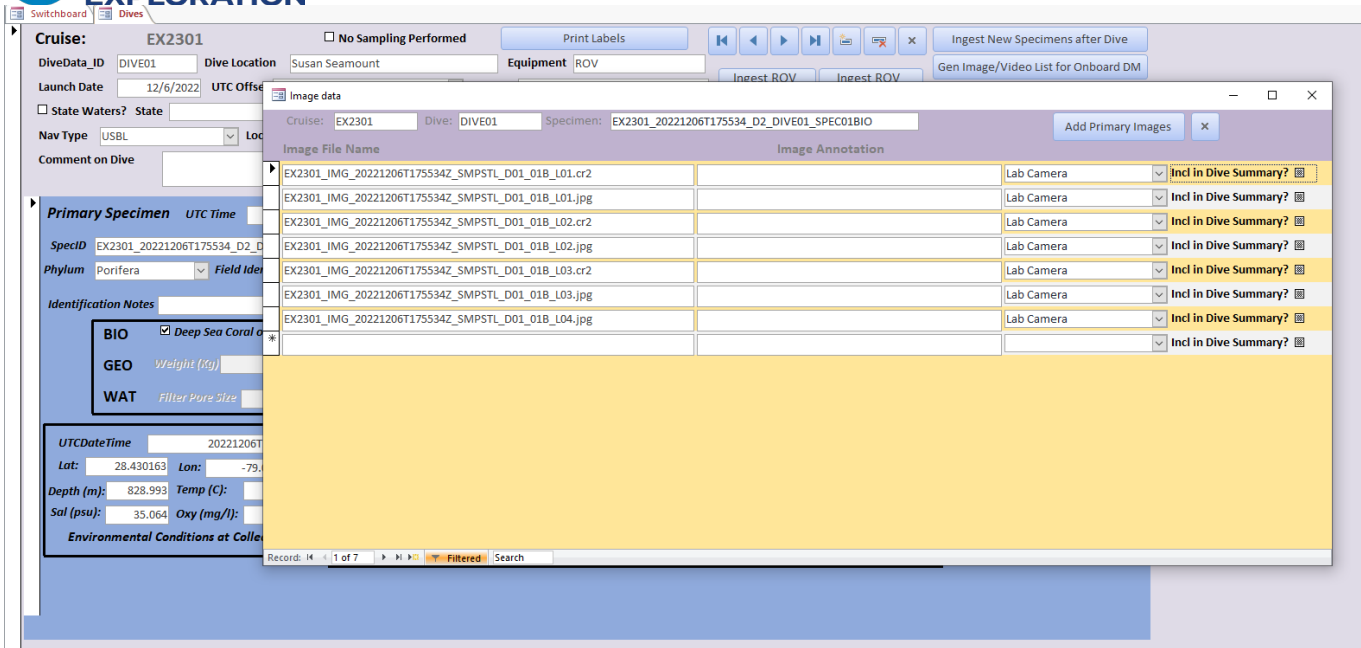 EXPLORATION
Switchboard Dives
Cruise: EX2301 No Sampling Performed Print Labels Ingest New Specimens after Dive
DiveData_ID DIVE01 Dive Location Susan Seamount Equipment ROV Gen Image/Video List for Onboard DM
Launch Date 12/6/2022 UTC Offse Ingest ROV Ingest ROV
State Waters? State
Nav Type USBL Loc
Comment on Dive
Primary Specimen UTC Time
SpecID EX2301_20221206T175534_D2_D
Phylum Porifera Field Iden
Identification Notes
BIO Deep Sea Coral o
GEO Weight (Kg)
WAT Filter Pore Size
UTCDateTime 20221206T
Lat: 28.430163 Lon: -79.
Depth (m): 828.993 Temp (C):
Sal (psu): 35.064 Oxy (mg/l):
Environmental Conditions at Colle
Image data
Cruise: EX2301 Dive: DIVE01 Specimen: EX2301_20221206T175534_D2_DIVE01_SPEC01BIO Add Primary Images
Image File Name Image Annotation
EX2301_IMG_20221206T175534Z_SMPSTL_D01_01B_L01.cr2 Lab Camera Incl in Dive Summary?
EX2301_IMG_20221206T175534Z_SMPSTL_D01_01B_L01.jpg Lab Camera Incl in Dive Summary?
EX2301_IMG_20221206T175534Z_SMPSTL_D01_01B_L02.cr2 Lab Camera Incl in Dive Summary?
EX2301_IMG_20221206T175534Z_SMPSTL_D01_01B_L02.jpg Lab Camera Incl in Dive Summary?
EX2301_IMG_20221206T175534Z_SMPSTL_D01_01B_L03.cr2 Lab Camera Incl in Dive Summary?
EX2301_IMG_20221206T175534Z_SMPSTL_D01_01B_L03.jpg Lab Camera Incl in Dive Summary?
EX2301_IMG_20221206T175534Z_SMPSTL_D01_01B_L04.jpg Lab Camera Incl in Dive Summary?
Incl in Dive Summary?
Record: 1 of 7 Filtered Search